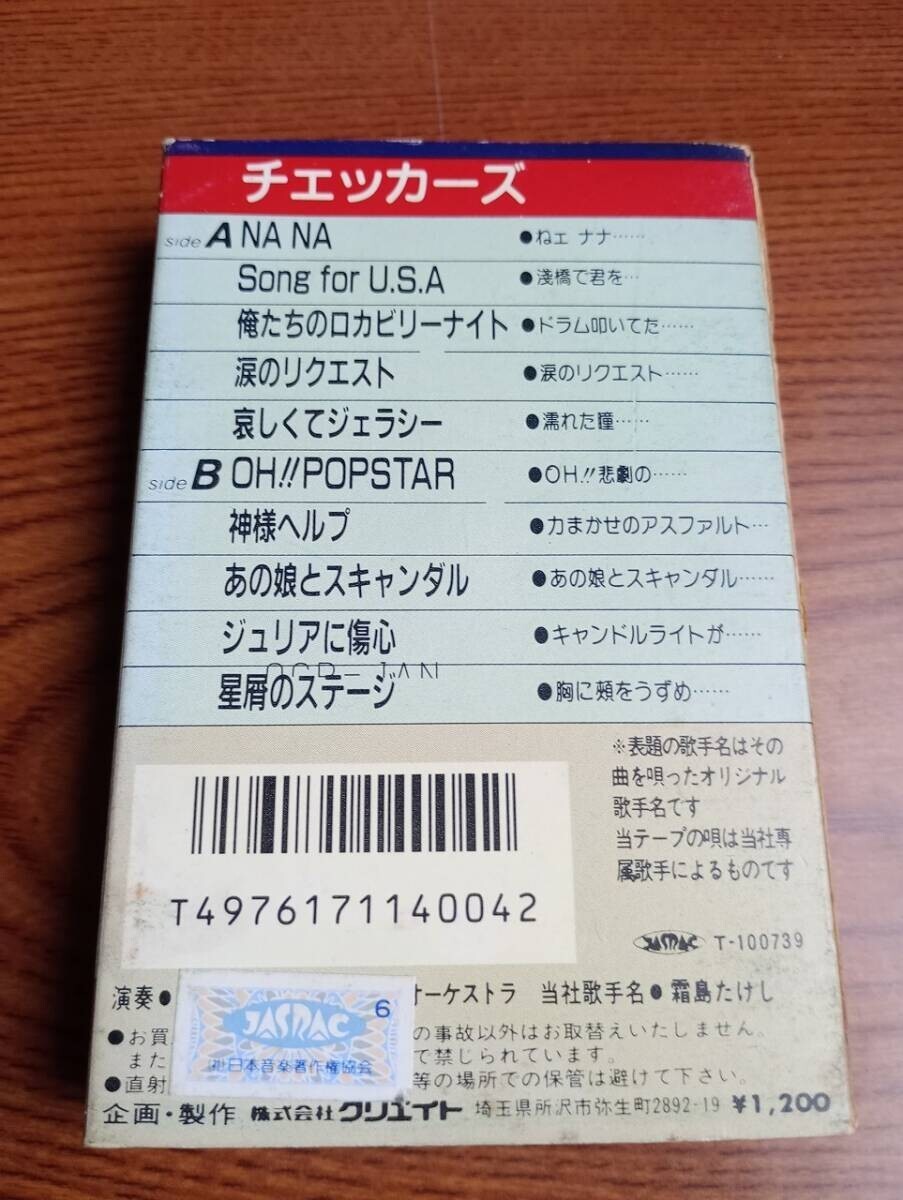 チェッカーズ
side A NA NA ●ねェ ナナ……
Song for U.S.A ●淺橋で君を…
俺たちのロカビリーナイト ●ドラム叩いてた……
涙のリクエスト ●涙のリクエスト……
哀しくてジェラシー ●濡れた瞳……
side B OH!!POPSTAR ●OH!!悲劇の……
神様ヘルプ ●力まかせのアスファルト…
あの娘とスキャンダル ●あの娘とスキャンダル……
ジュリアに傷心 ●キャンドルライトが……
星屑のステージ ●胸に頬をうずめ……
※表題の歌手名はその
曲を唄ったオリジナル
歌手名です
当テープの唄は当社専
属歌手によるものです
T4976171140042
JASRAC T-100739
演奏● オーケストラ 当社歌手名●霜島たけし
JASRAC 6
日本音楽著作権協会
●お買 の事故以外はお取替えいたしません。
また で禁じられています。
●直射 等の場所での保管は避けて下さい。
企画・製作 株式会社クリエイト 埼玉県所沢市弥生町2892-19 ¥1,200